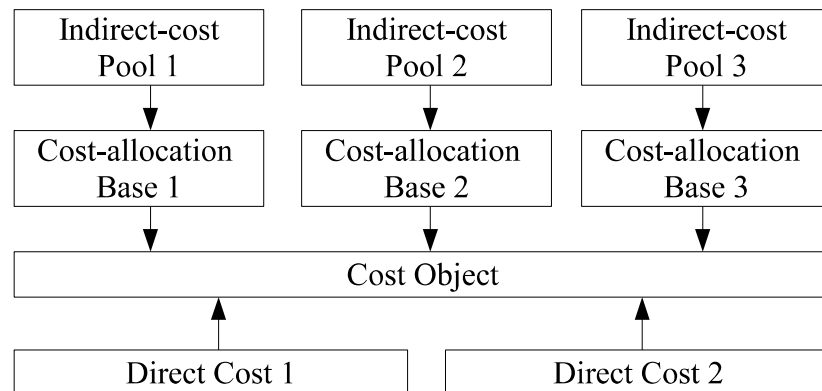 Indirect-cost
Pool 1
Indirect-cost
Pool 2
Indirect-cost
Pool 3
Cost-allocation
Base 1
Cost-allocation
Base 2
Cost-allocation
Base 3
Cost Object
Direct Cost 1
Direct Cost 2